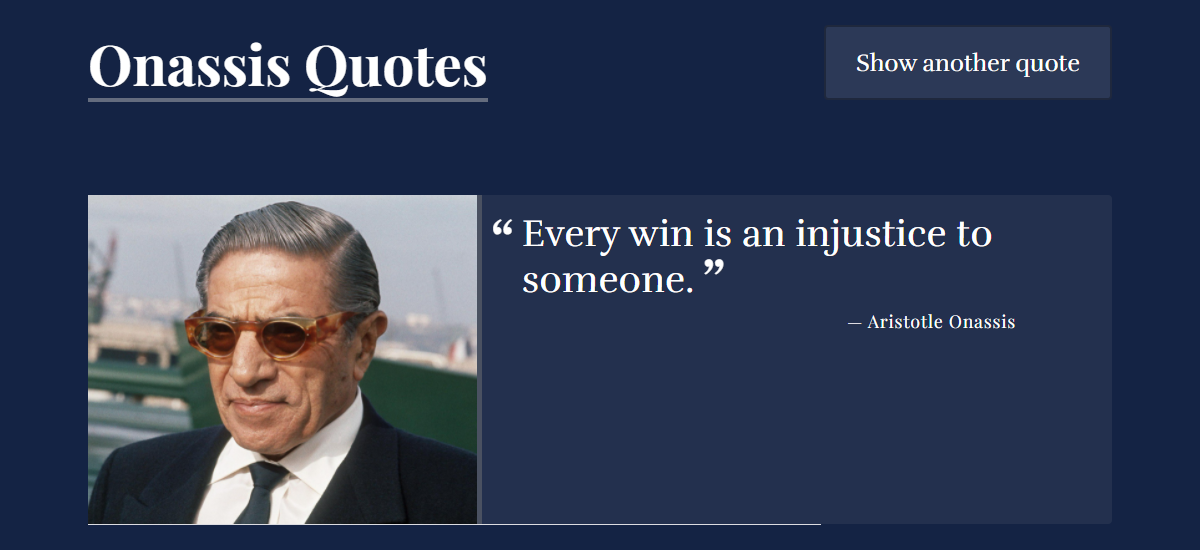 Onassis Quotes
Show another quote
“ Every win is an injustice to
someone. ”
— Aristotle Onassis